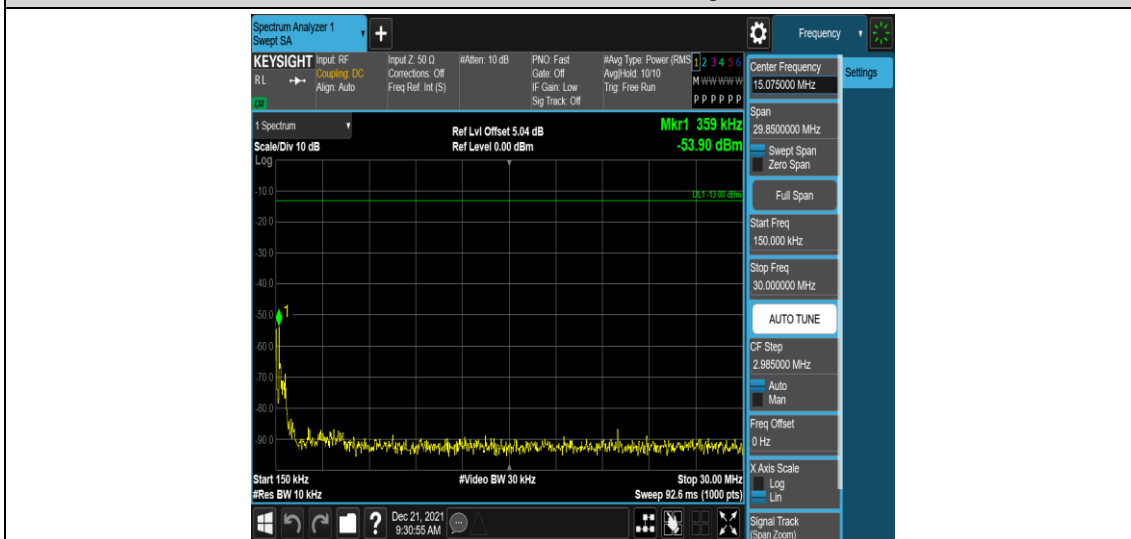 Spectrum Analyzer 1
Swept SA
+
Frequency
KEYSIGHT
RL
LXI
Input: RF
Coupling: DC
Align: Auto
Input Z: 50 Ω
Corrections: Off
Freq Ref: Int (S)
#Atten: 10 dB
PNO: Fast
Gate: Off
IF Gain: Low
Sig Track: Off
#Avg Type: Power (RMS
Avg|Hold: 10/10
Trig: Free Run
1 2 3 4 5 6
M W W W W W
P P P P P P
1 Spectrum
Scale/Div 10 dB
Log
Ref Lvl Offset 5.04 dB
Ref Level 0.00 dBm
Mkr1 359 kHz
-53.90 dBm
DL1 -13.00 dBm
-10.0
-20.0
-30.0
-40.0
-50.0
1
-60.0
-70.0
-80.0
-90.0
Start 150 kHz
#Res BW 10 kHz
#Video BW 30 kHz
Stop 30.00 MHz
Sweep 92.6 ms (1000 pts)
Center Frequency
15.075000 MHz
Settings
Span
29.8500000 MHz
Swept Span
Zero Span
Full Span
Start Freq
150.000 kHz
Stop Freq
30.000000 MHz
AUTO TUNE
CF Step
2.985000 MHz
Auto
Man
Freq Offset
0 Hz
X Axis Scale
Log
Lin
Signal Track
(Span Zoom)
?
Dec 21, 2021
9:30:55 AM